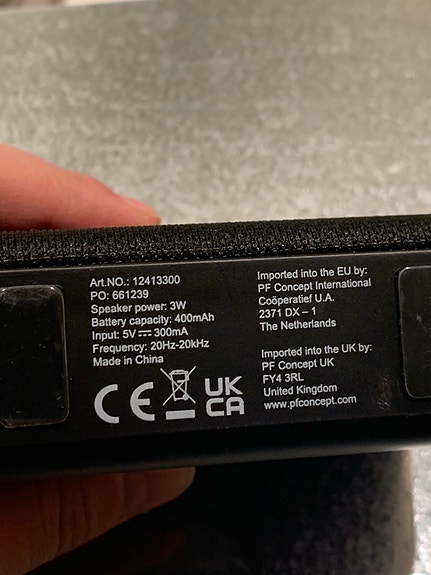 Art.NO.: 12413300
PO: 661239
Speaker power: 3W
Battery capacity: 400mAh
Input: 5V⎓300mA
Frequency: 20Hz-20kHz
Made in China
CE
UK
CA
Imported into the EU by:
PF Concept International
Coöperatief U.A.
2371 DX – 1
The Netherlands
Imported into the UK by:
PF Concept UK
FY4 3RL
United Kingdom
www.pfconcept.com